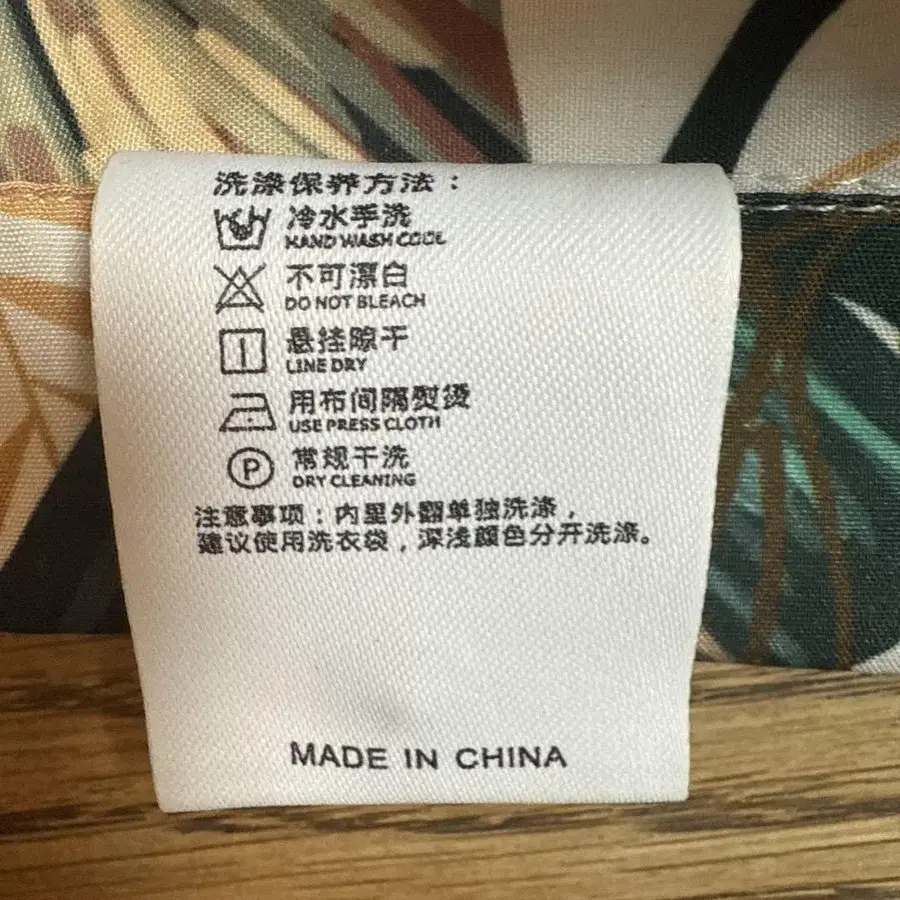 洗涤保养方法：
冷水手洗
HAND WASH COOL
不可漂白
DO NOT BLEACH
悬挂晾干
LINE DRY
用布间隔熨烫
USE PRESS CLOTH
P
常规干洗
DRY CLEANING
注意事项：内里外翻单独洗涤，
建议使用洗衣袋，深浅颜色分开洗涤。
MADE IN CHINA